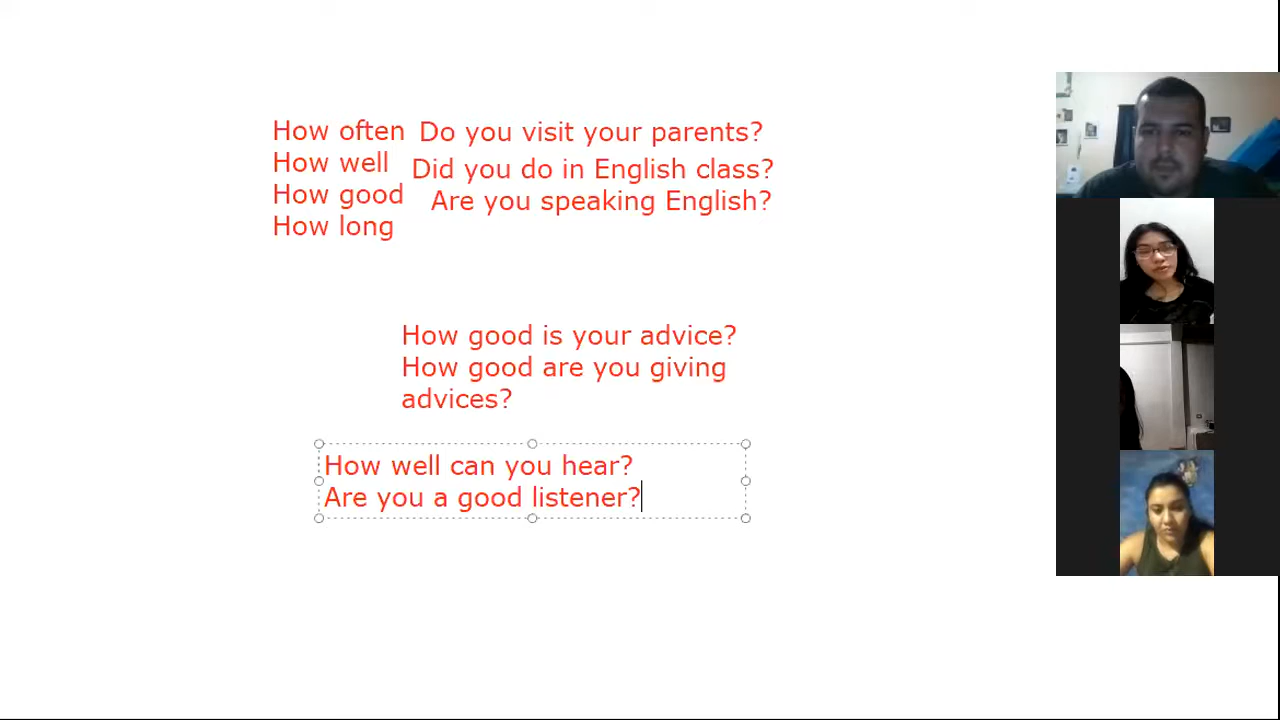 How often Do you visit your parents?
How well Did you do in English class?
How good Are you speaking English?
How long
How good is your advice?
How good are you giving
advices?
How well can you hear?
Are you a good listener?